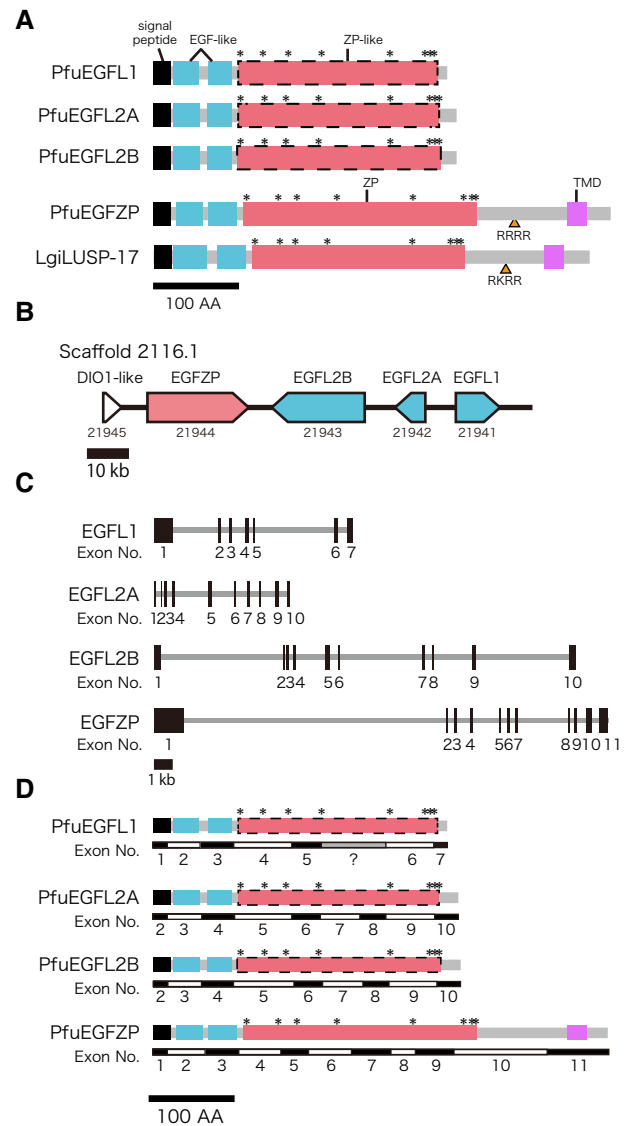 A
signal
peptide
EGF-like
ZP-like
* * * * * ***
PfuEGFL1
* * * * * ***
PfuEGFL2A
* * * * * ***
PfuEGFL2B
ZP
TMD
* * * * * ***
PfuEGFZP
RRRR
* * * * * ****
LgiLUSP-17
RKRR
100 AA
B
Scaffold 2116.1
DIO1-like EGFZP EGFL2B EGFL2A EGFL1
21945 21944 21943 21942 21941
10 kb
C
EGFL1
Exon No. 1 2 3 4 5 6 7
EGFL2A
Exon No. 1 2 3 4 5 6 7 8 9 10
EGFL2B
Exon No. 1 2 3 4 5 6 7 8 9 10
EGFZP
Exon No. 1 2 3 4 5 6 7 8 9 10 11
1 kb
D
* * * * * ***
PfuEGFL1
Exon No. 1 2 3 4 5 ? 6 7
* * * * * ***
PfuEGFL2A
Exon No. 2 3 4 5 6 7 8 9 10
* * * * * ***
PfuEGFL2B
Exon No. 2 3 4 5 6 7 8 9 10
* * * * * ***
PfuEGFZP
Exon No. 1 2 3 4 5 6 7 8 9 10 11
100 AA